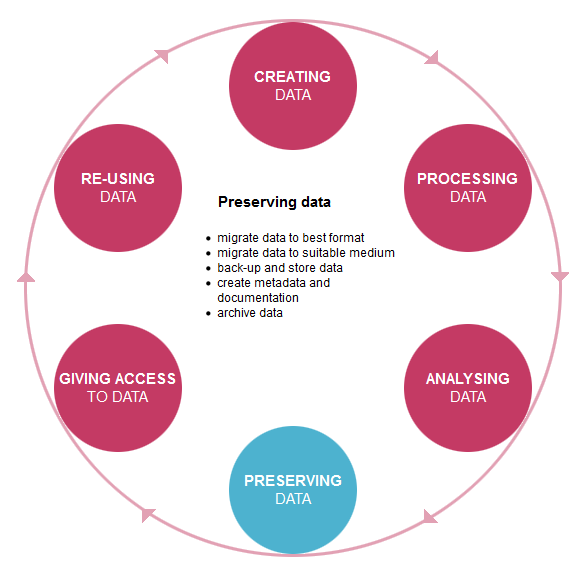 CREATING
DATA
RE-USING
DATA
PROCESSING
DATA
Preserving data
• migrate data to best format
• migrate data to suitable medium
• back-up and store data
• create metadata and
documentation
• archive data
GIVING ACCESS
TO DATA
ANALYSING
DATA
PRESERVING
DATA